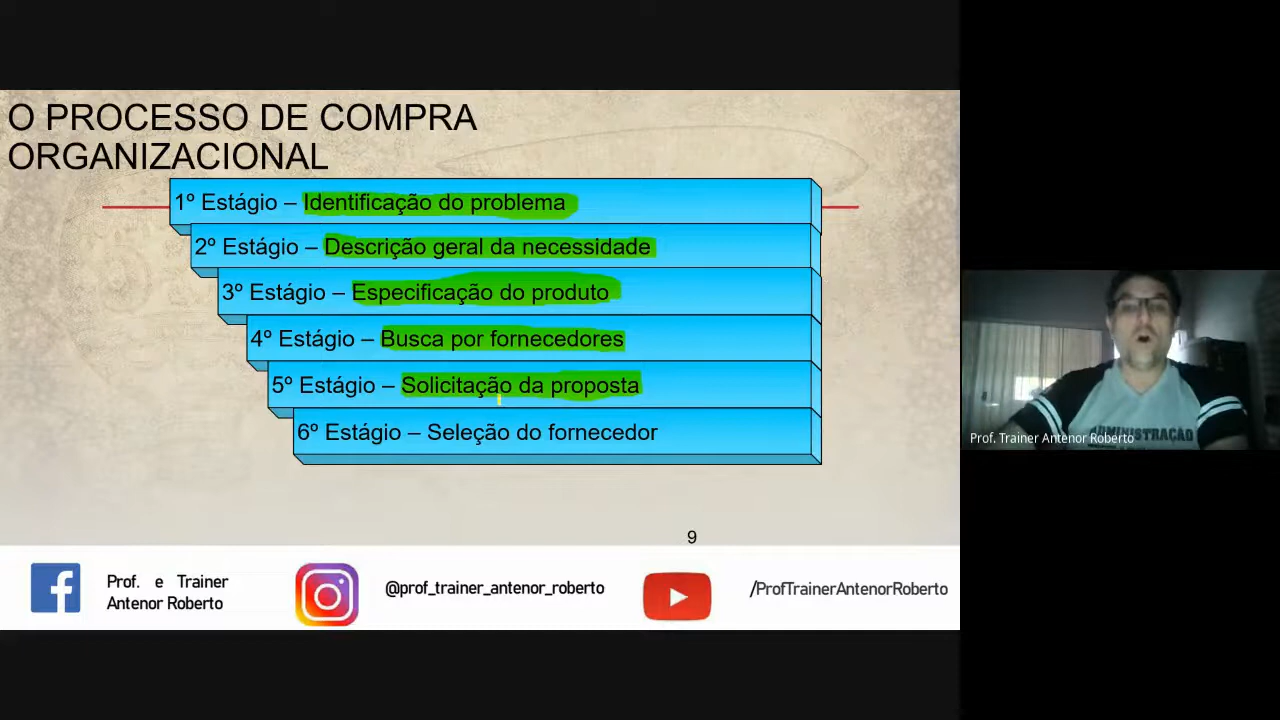 O PROCESSO DE COMPRA
ORGANIZACIONAL
1º Estágio – Identificação do problema
2º Estágio – Descrição geral da necessidade
3º Estágio – Especificação do produto
4º Estágio – Busca por fornecedores
5º Estágio – Solicitação da proposta
6º Estágio – Seleção do fornecedor
9
Prof. e Trainer
Antenor Roberto
@prof_trainer_antenor_roberto
/ProfTrainerAntenorRoberto
ADMINISTRAÇÃO
Prof. Trainer Antenor Roberto